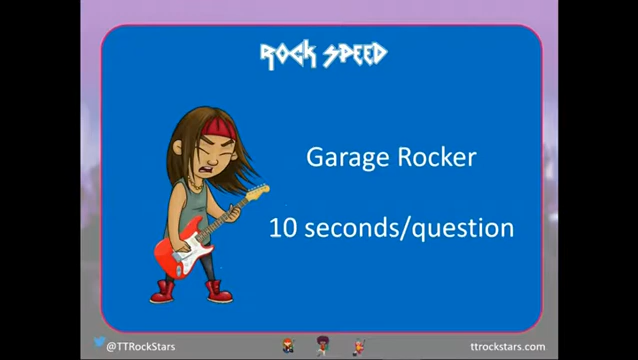 ROCK SPEED
Garage Rocker
10 seconds/question
@TTRockStars
ttrockstars.com